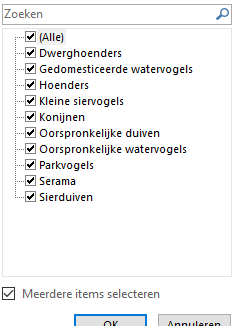 Zoeken
(Alle)
Dwerghoenders
Gedomesticeerde watervogels
Hoenders
Kleine siervogels
Konijnen
Oorspronkelijke duiven
Oorspronkelijke watervogels
Parkvogels
Serama
Sierduiven
Meerdere items selecteren
OK Annuleren